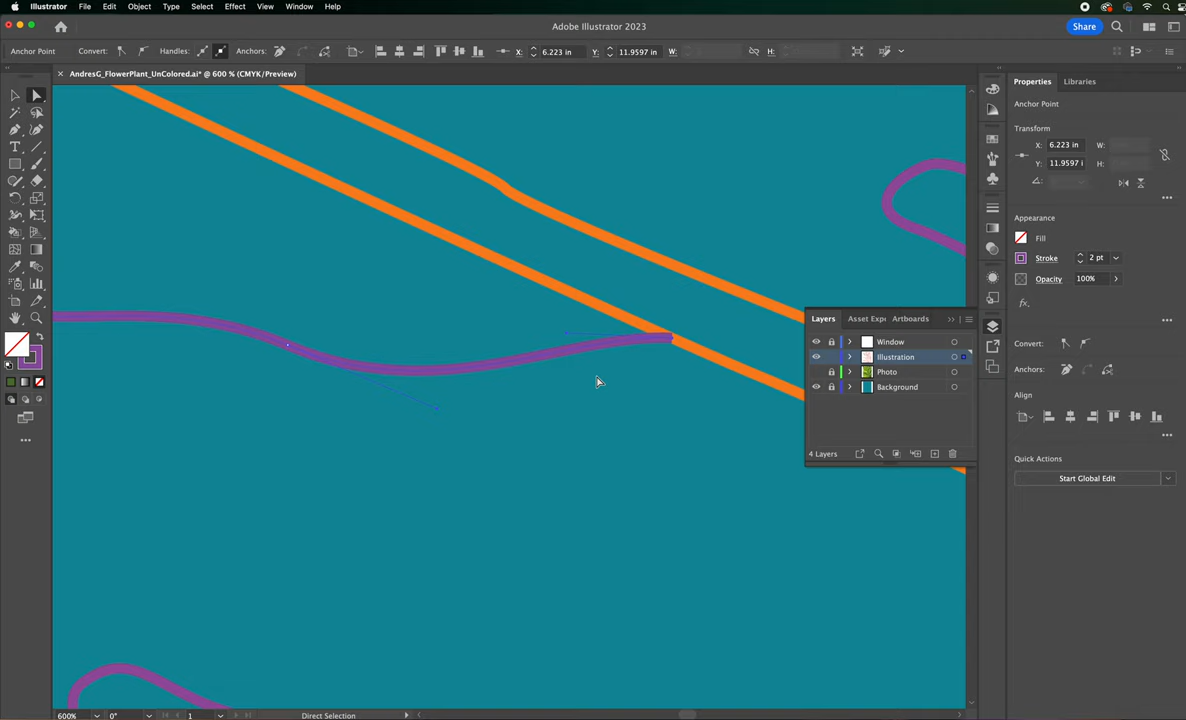 Illustrator File Edit Object Type Select Effect View Window Help
Adobe Illustrator 2023
Share
Anchor Point Convert: Handles: Anchors: X: 6.223 in Y: 11.9597 in W: H:
AndresG_FlowerPlant_UnColored.ai* @ 600 % (CMYK/Preview)
Properties Libraries
Anchor Point
Transform
X: 6.223 in W:
Y: 11.9597 i H:
Appearance
Fill
Stroke 2 pt
Opacity 100%
fx.
Layers Asset Exp Artboards
Window
Illustration
Photo
Background
4 Layers
Convert:
Anchors:
Align
Quick Actions
Start Global Edit
600% 0° 1 Direct Selection